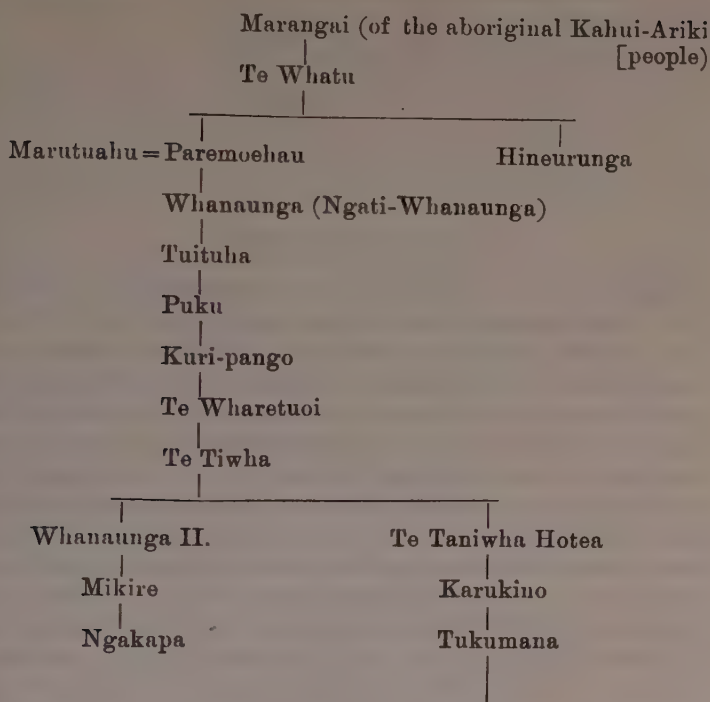 Marangai (of the aboriginal Kahui-Ariki
[people)
Te Whatu
Marutuahu = Paremoehau Hineurunga
Whanaunga (Ngati-Whanaunga)
Tuituha
Puku
Kuri-pango
Te Wharetuoi
Te Tiwha
Whanaunga II. Te Taniwha Hotea
Mikire Karukino
Ngakapa Tukumana